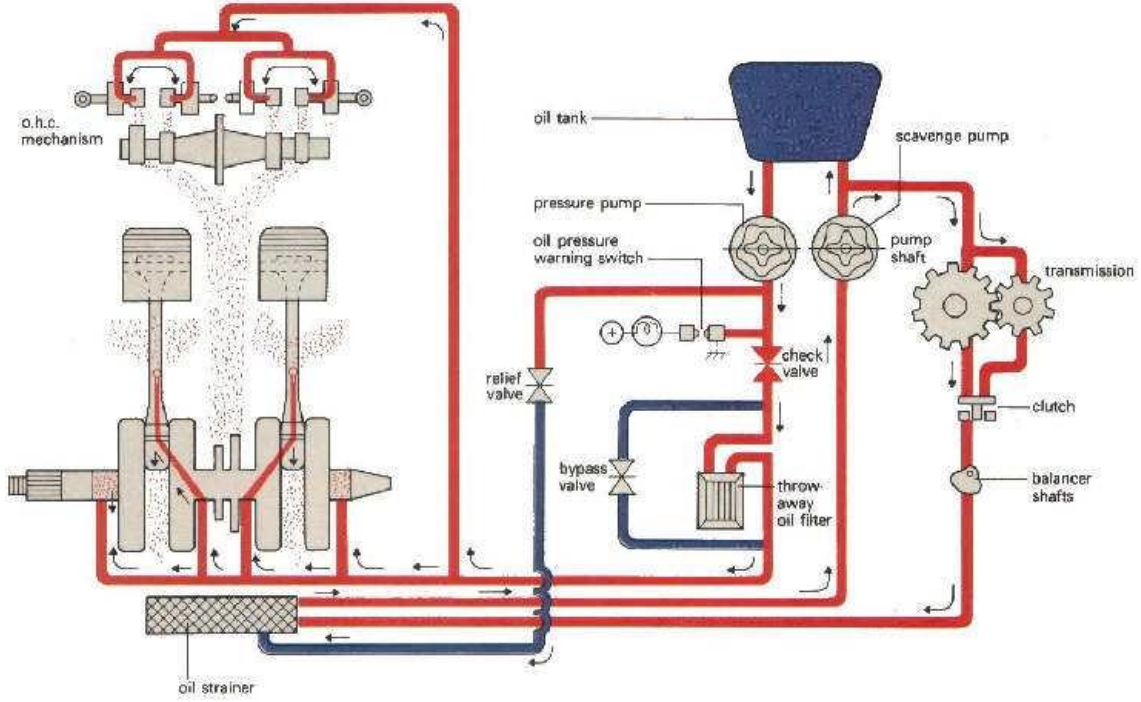 o.h.c.
mechanism
oil tank
scavenge pump
pressure pump
oil pressure
warning switch
pump
shaft
transmission
relief
valve
check
valve
clutch
bypass
valve
throw-
away
oil filter
balancer
shafts
oil strainer